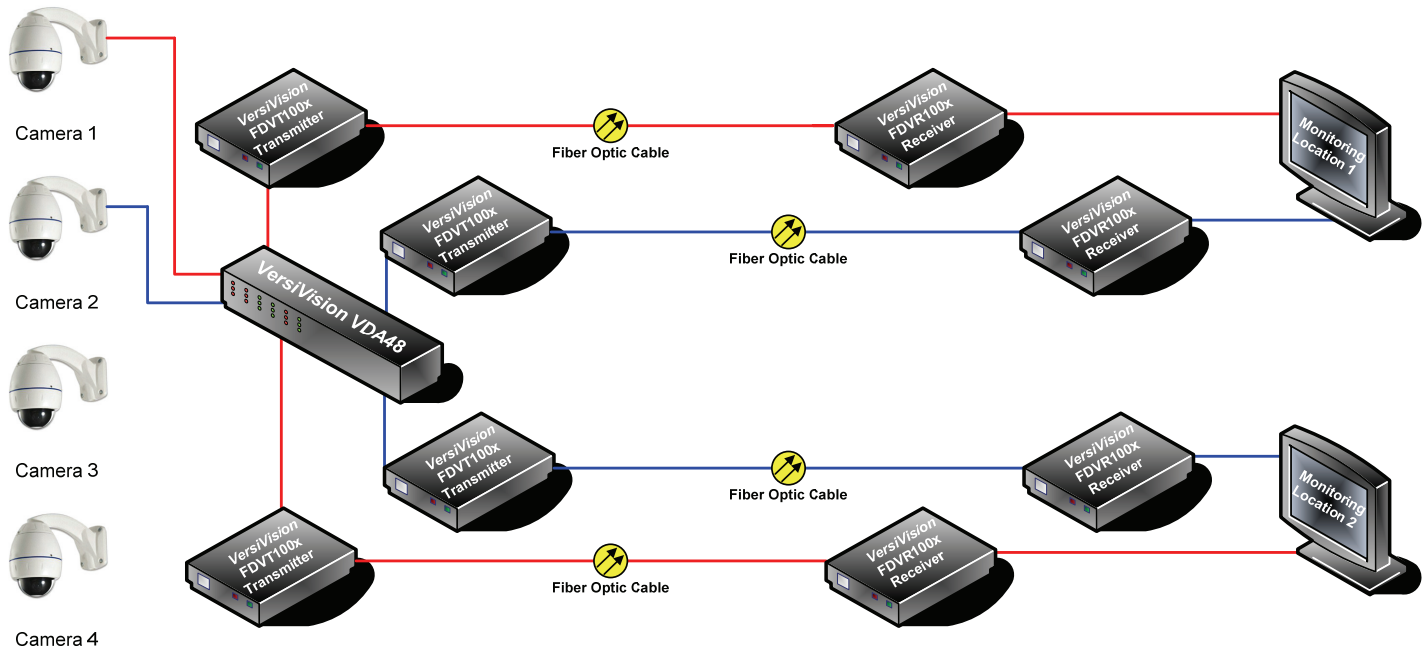 Camera 1
Camera 2
Camera 3
Camera 4
VersiVision
FDVT100x
Transmitter
Fiber Optic Cable
VersiVision
FDVR100x
Receiver
Monitoring
Location 1
VersiVision
FDVT100x
Transmitter
Fiber Optic Cable
VersiVision
FDVR100x
Receiver
VersiVision VDA48
VersiVision
FDVT100x
Transmitter
Fiber Optic Cable
VersiVision
FDVR100x
Receiver
Monitoring
Location 2
VersiVision
FDVT100x
Transmitter
Fiber Optic Cable
VersiVision
FDVR100x
Receiver